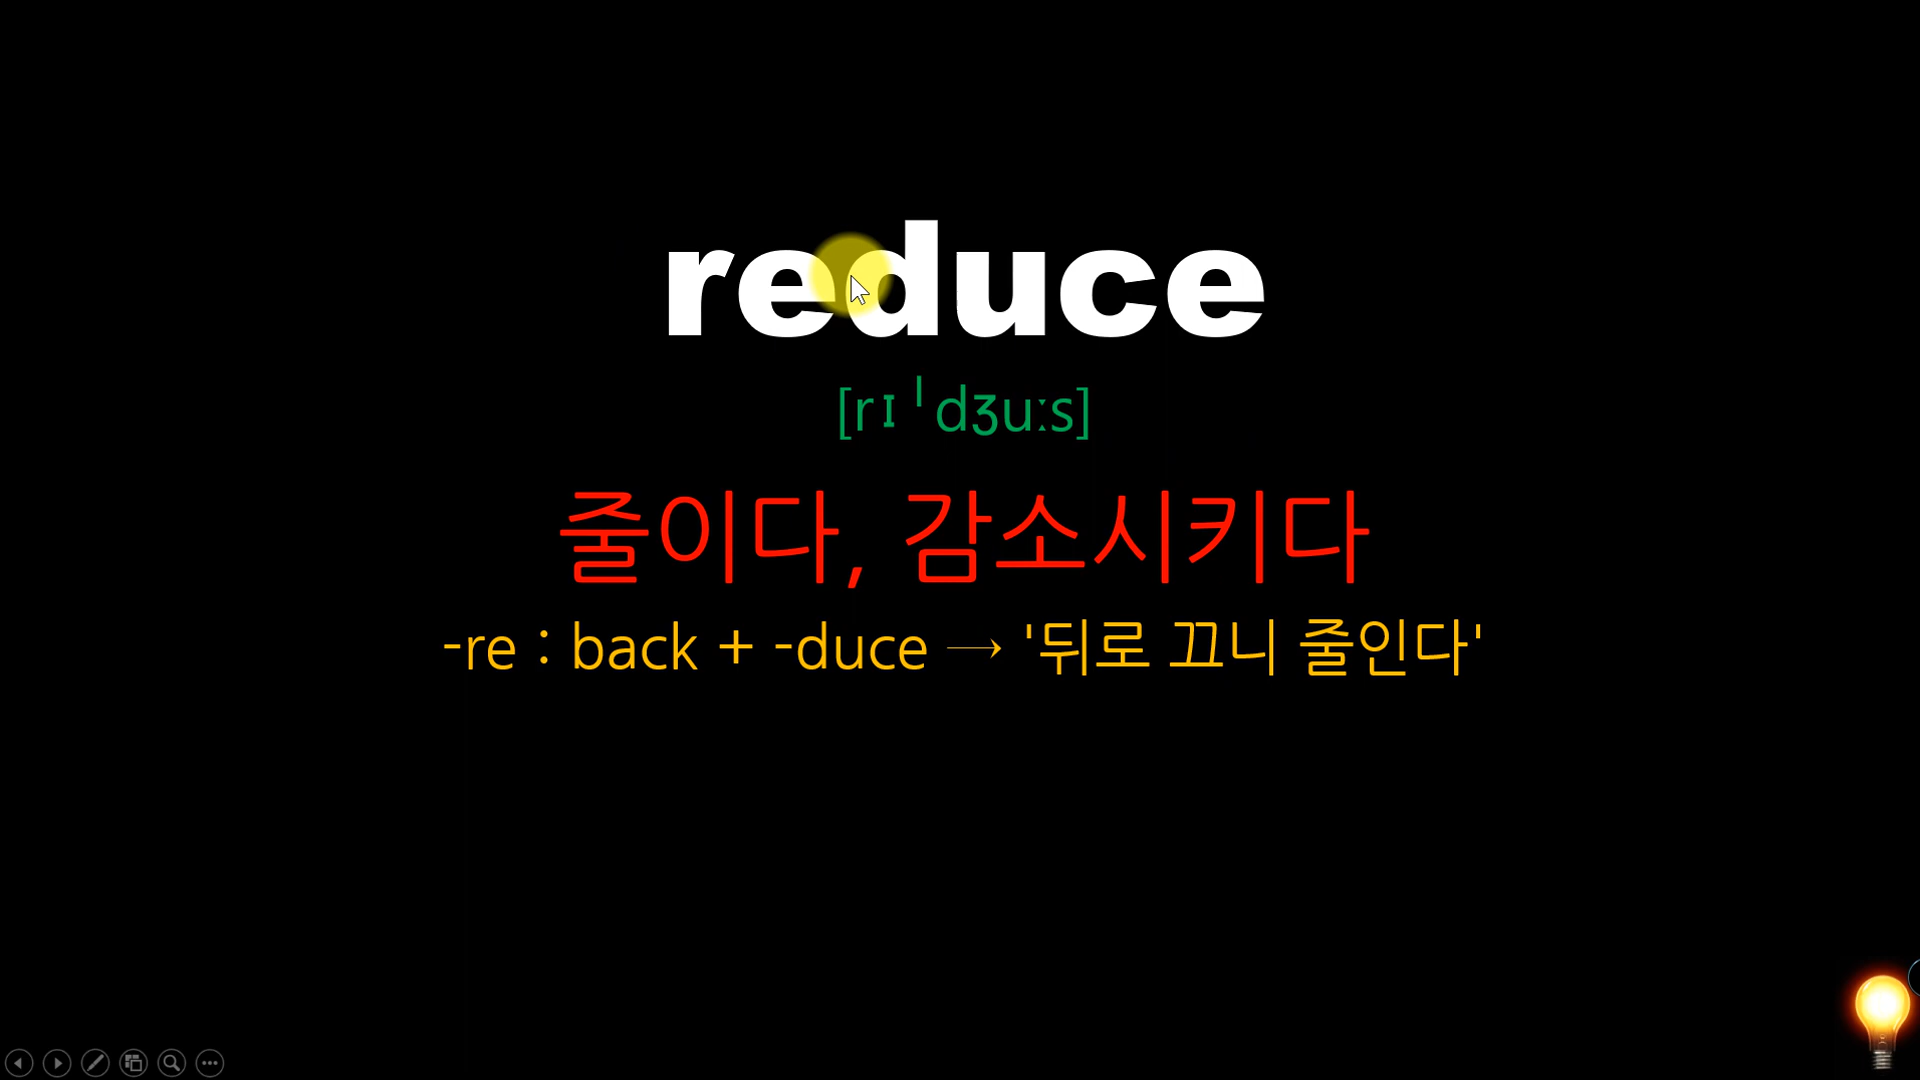 reduce
[rɪˈdʒuːs]
줄이다, 감소시키다
-re : back + -duce → '뒤로 끄니 줄인다'